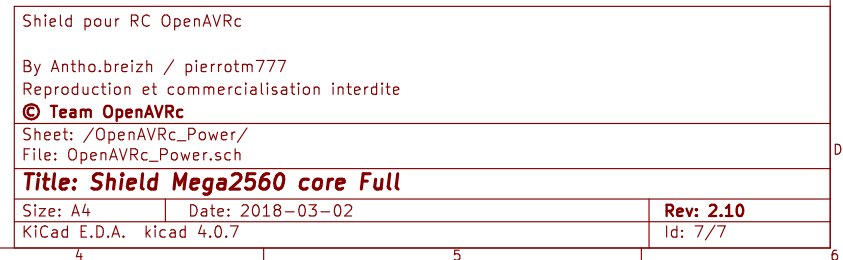 Shield pour RC OpenAVRc
By Antho.breizh / pierrotm777
Reproduction et commercialisation interdite
© Team OpenAVRc
Sheet: /OpenAVRc_Power/
File: OpenAVRc_Power.sch
D
Title: Shield Mega2560 core Full
Size: A4 Date: 2018-03-02 Rev: 2.10
KiCad E.D.A. kicad 4.0.7 Id: 7/7
4 5 6